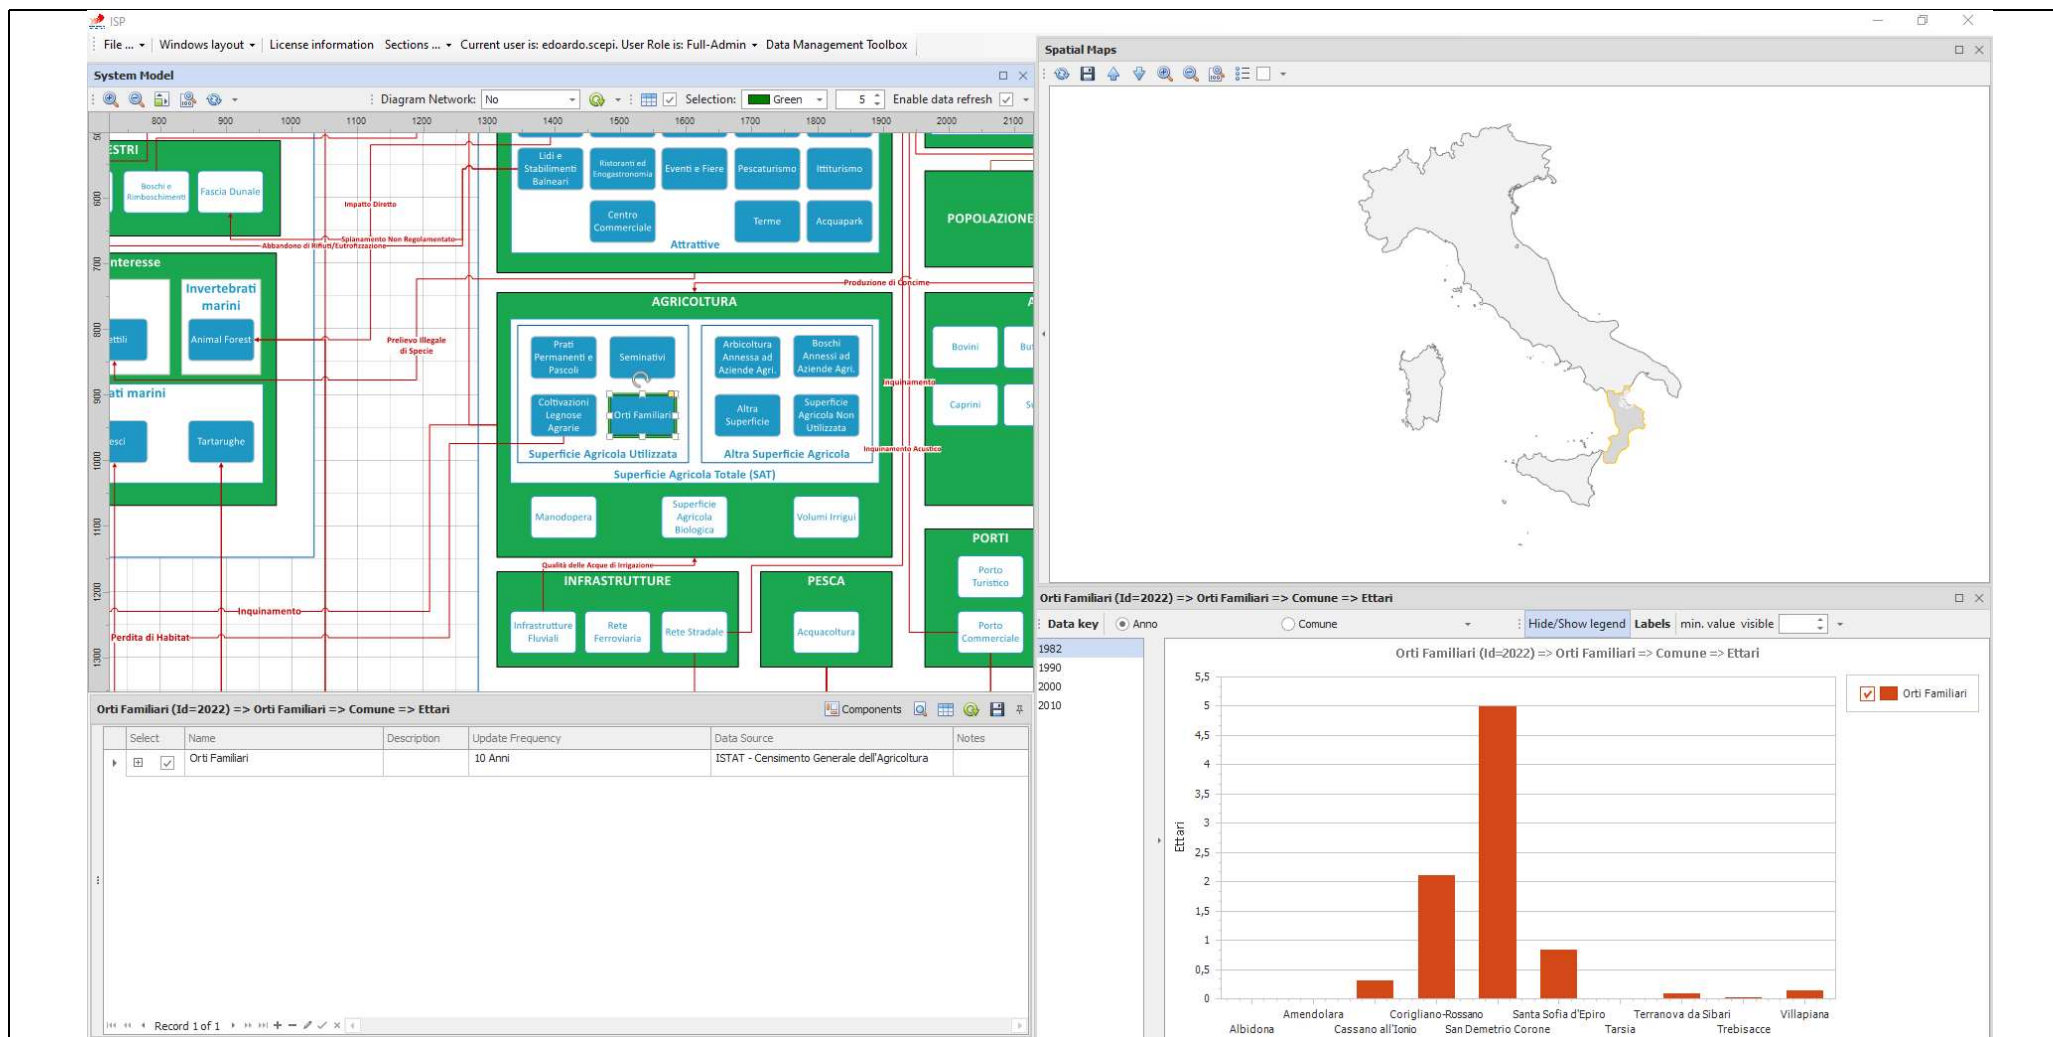 ISP
File ... Windows layout License information Sections ... Current user is: edoardo.scepi. User Role is: Full-Admin Data Management Toolbox
System Model
Diagram Network: No Selection: Green 5 Enable data refresh
800 900 1000 1100 1200 1300 1400 1500 1600 1700 1800 1900 2000 2100
600
700
800
900
1000
1100
1200
1300
STRI
Boschi e
Rimboschimenti
Fascia Dunale
Impatto Diretto
Spianamento Non Regolamentato
Abbandono di Rifiuti/Eutrofizzazione
nteresse
Invertebrati
marini
Animal Forest
ettili
Prelievo Illegale
di Specie
ati marini
esci
Tartarughe
Inquinamento
Perdita di Habitat
Lidi e
Stabilimenti
Balneari
Ristoranti ed
Enogastronomia
Eventi e Fiere
Pescaturismo
Ittiturismo
Centro
Commerciale
Terme
Acquapark
Attrattive
POPOLAZIONE
Produzione di Concime
AGRICOLTURA
Prati
Permanenti e
Pascoli
Seminativi
Arbicoltura
Annessa ad
Aziende Agri.
Boschi
Annessi ad
Aziende Agri.
Coltivazioni
Legnose
Agrarie
Orti Familiari
Altra
Superficie
Superficie
Agricola Non
Utilizzata
Superficie Agricola Utilizzata
Altra Superficie Agricola
Superficie Agricola Totale (SAT)
Manodopera
Superficie
Agricola
Biologica
Volumi Irrigui
Inquinamento
Inquinamento Acustico
A
Bovini
Bu
Caprini
Su
Qualità delle Acque di Irrigazione
INFRASTRUTTURE
Infrastrutture
Fluviali
Rete
Ferroviaria
Rete Stradale
PESCA
Acquacoltura
PORTI
Porto
Turistico
Porto
Commerciale
Orti Familiari (Id=2022) => Orti Familiari => Comune => Ettari
Components
Select Name Description Update Frequency Data Source Notes
Orti Familiari 10 Anni ISTAT - Censimento Generale dell'Agricoltura
Record 1 of 1
Spatial Maps
Orti Familiari (Id=2022) => Orti Familiari => Comune => Ettari
Data key Anno Comune Hide/Show legend Labels min. value visible
1982
1990
2000
2010
Orti Familiari (Id=2022) => Orti Familiari => Comune => Ettari
Orti Familiari
Ettari
5,5
5
4,5
4
3,5
3
2,5
2
1,5
1
0,5
0
Amendolara Corigliano-Rossano Santa Sofia d'Epiro Terranova da Sibari Villapiana
Albidona Cassano all'Ionio San Demetrio Corone Tarsia Trebisacce